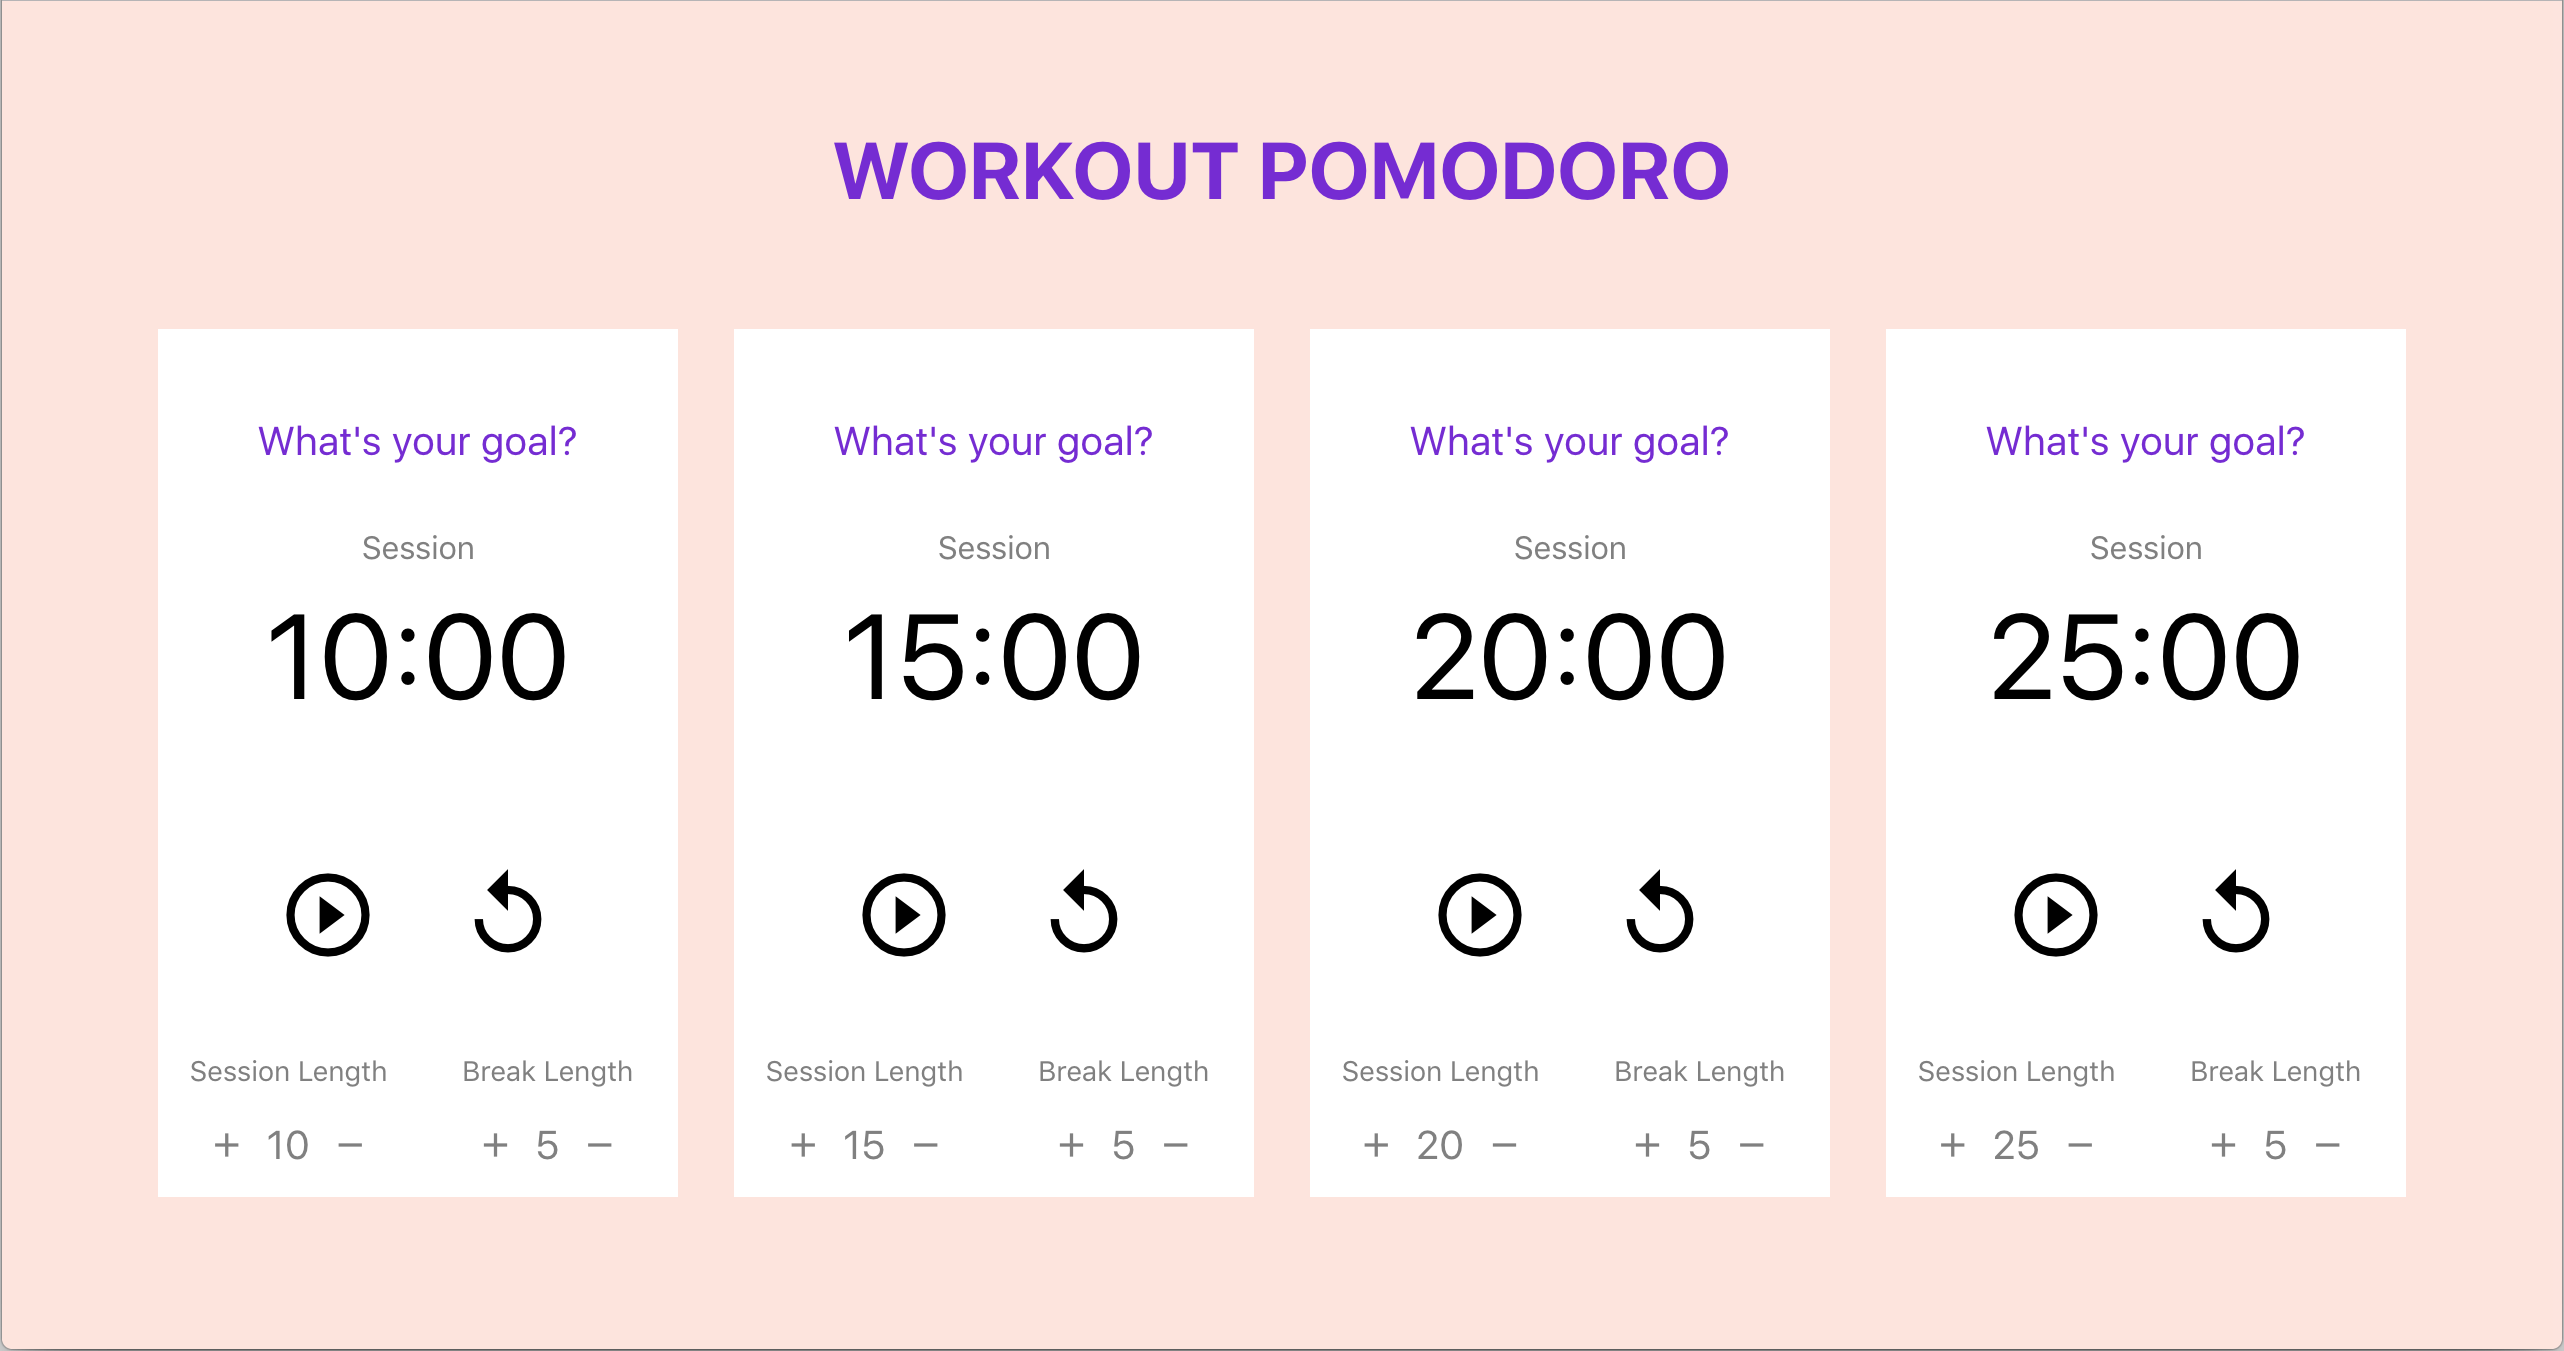 WORKOUT POMODORO
What's your goal?
Session
10:00
Session Length
Break Length
+ 10 −
+ 5 −
What's your goal?
Session
15:00
Session Length
Break Length
+ 15 −
+ 5 −
What's your goal?
Session
20:00
Session Length
Break Length
+ 20 −
+ 5 −
What's your goal?
Session
25:00
Session Length
Break Length
+ 25 −
+ 5 −